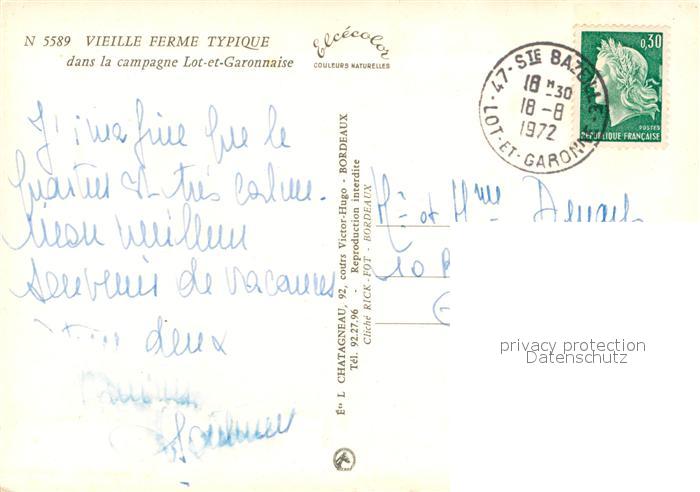 N 5589 VIEILLE FERME TYPIQUE
dans la campagne Lot-et-Garonnaise
Elcécolor
COULEURS NATURELLES
J'imagine que le
quartier est très calme.
Mon meilleur
souvenir de vacances
deux
Éts L CHATAGNEAU, 92, cours Victor-Hugo - BORDEAUX
Tél. 92.27.96 - Reproduction interdite
Cliché RICK-FOT - BORDEAUX
47 - STE BAZEILLE
18 H 30
18 - 8
1972
LOT-ET-GARONNE
0,30
POSTES
REPUBLIQUE FRANÇAISE
Mr et Mme
10
privacy protection
Datenschutz